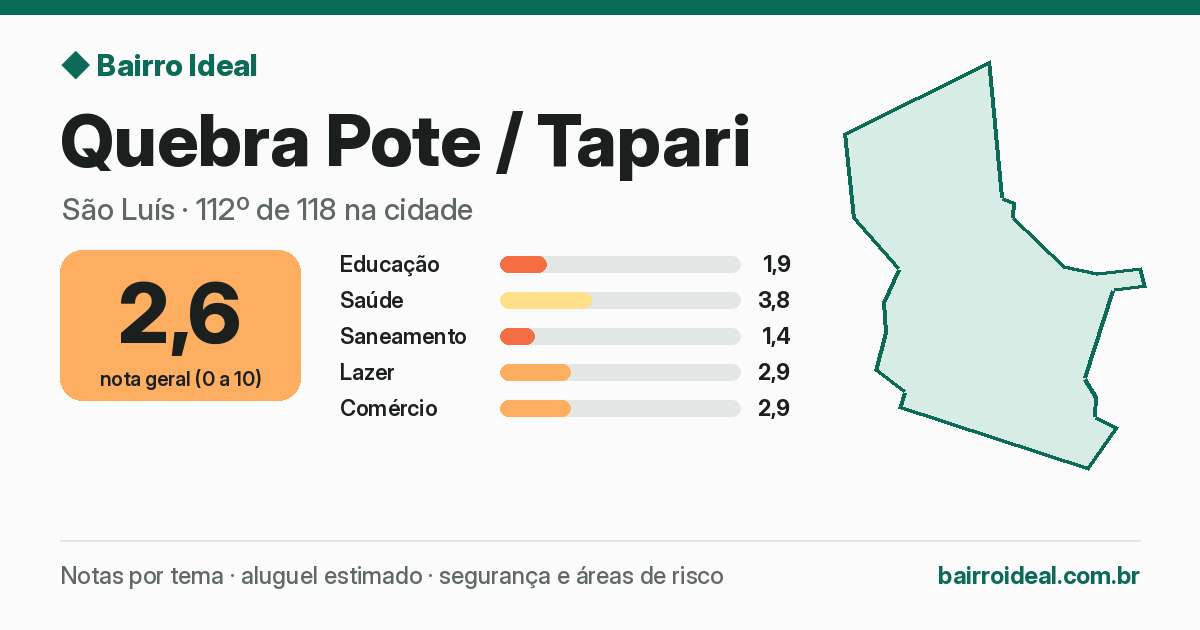 Bairro Ideal
Quebra Pote / Tapari
São Luís · 112º de 118 na cidade
2,6
nota geral (0 a 10)
Educação 1,9
Saúde 3,8
Saneamento 1,4
Lazer 2,9
Comércio 2,9
Notas por tema · aluguel estimado · segurança e áreas de risco
bairroideal.com.br